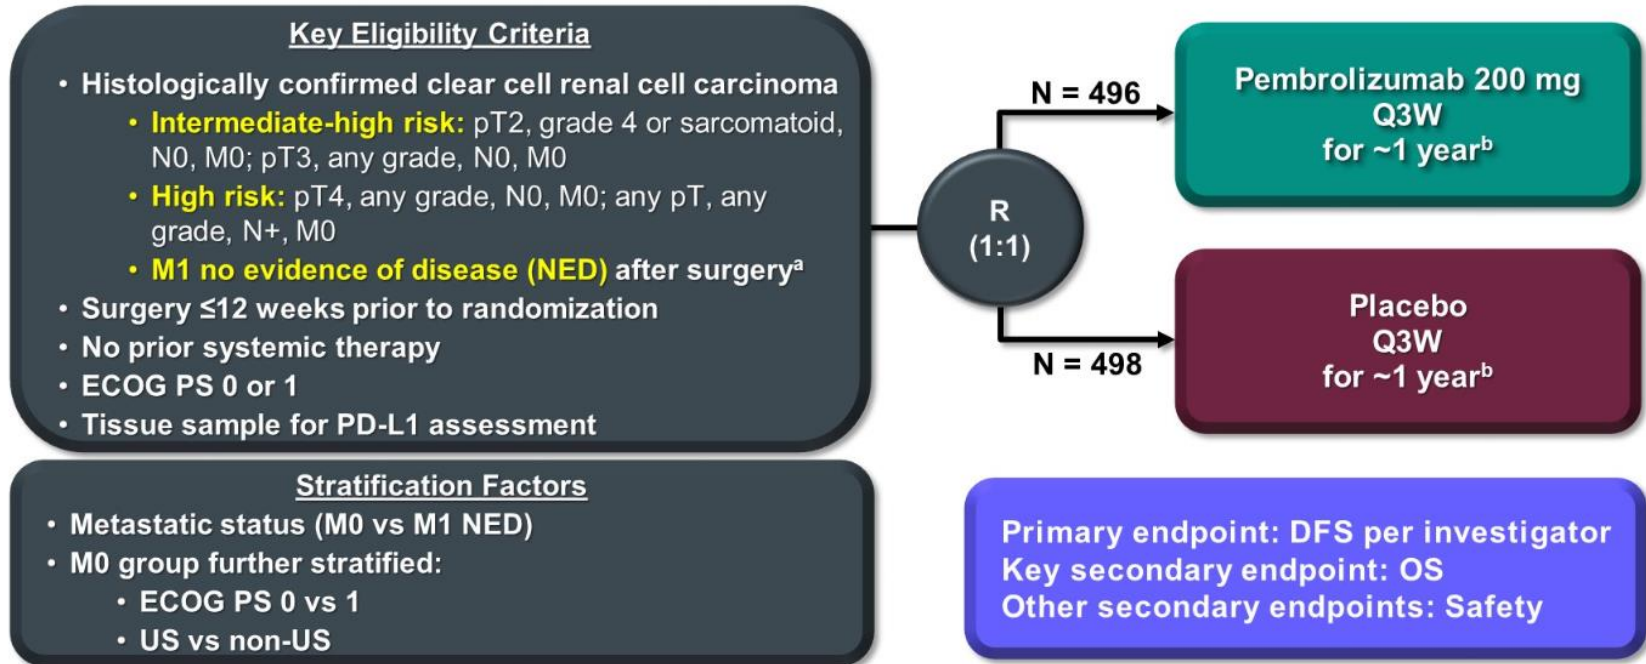 Key Eligibility Criteria
• Histologically confirmed clear cell renal cell carcinoma
• Intermediate-high risk: pT2, grade 4 or sarcomatoid,
N0, M0; pT3, any grade, N0, M0
• High risk: pT4, any grade, N0, M0; any pT, any
grade, N+, M0
• M1 no evidence of disease (NED) after surgeryᵃ
• Surgery ≤12 weeks prior to randomization
• No prior systemic therapy
• ECOG PS 0 or 1
• Tissue sample for PD-L1 assessment
Stratification Factors
• Metastatic status (M0 vs M1 NED)
• M0 group further stratified:
• ECOG PS 0 vs 1
• US vs non-US
R
(1:1)
N = 496
Pembrolizumab 200 mg
Q3W
for ~1 yearᵇ
N = 498
Placebo
Q3W
for ~1 yearᵇ
Primary endpoint: DFS per investigator
Key secondary endpoint: OS
Other secondary endpoints: Safety